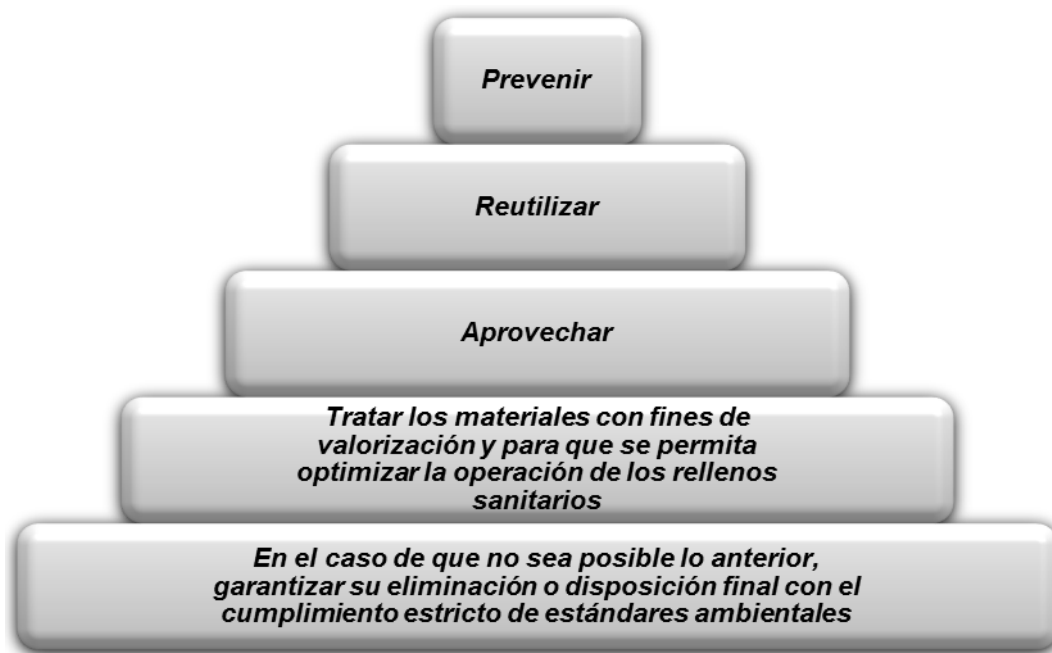 Prevenir
Reutilizar
Aprovechar
Tratar los materiales con fines de
valorización y para que se permita
optimizar la operación de los rellenos
sanitarios
En el caso de que no sea posible lo anterior,
garantizar su eliminación o disposición final con el
cumplimiento estricto de estándares ambientales